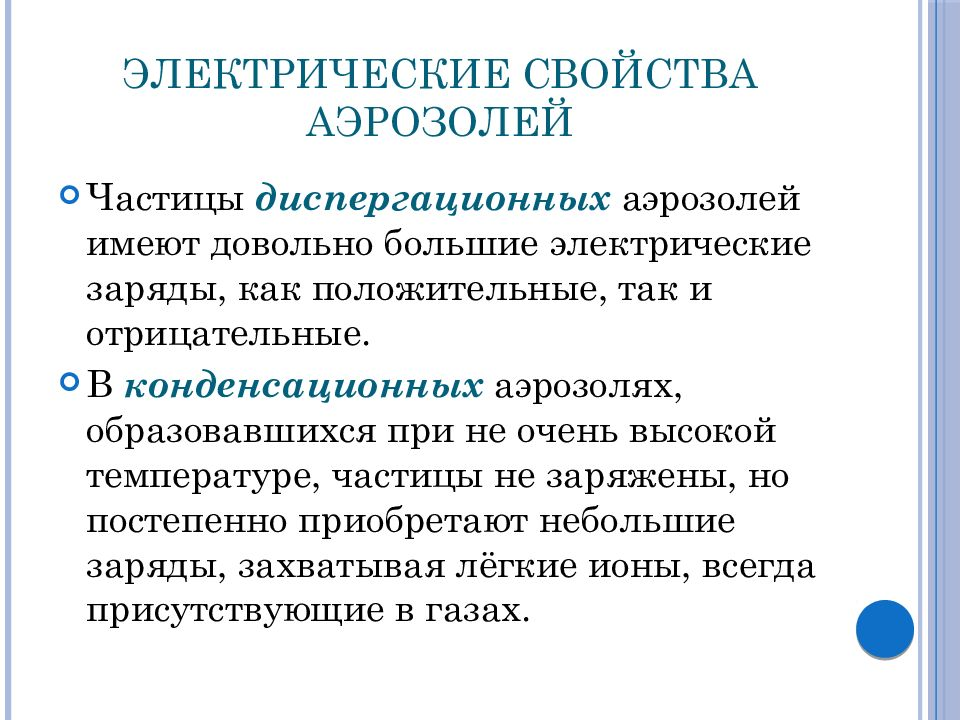 ЭЛЕКТРИЧЕСКИЕ СВОЙСТВА
АЭРОЗОЛЕЙ
Частицы диспергационных аэрозолей
имеют довольно большие электрические
заряды, как положительные, так и
отрицательные.
В конденсационных аэрозолях,
образовавшихся при не очень высокой
температуре, частицы не заряжены, но
постепенно приобретают небольшие
заряды, захватывая лёгкие ионы, всегда
присутствующие в газах.